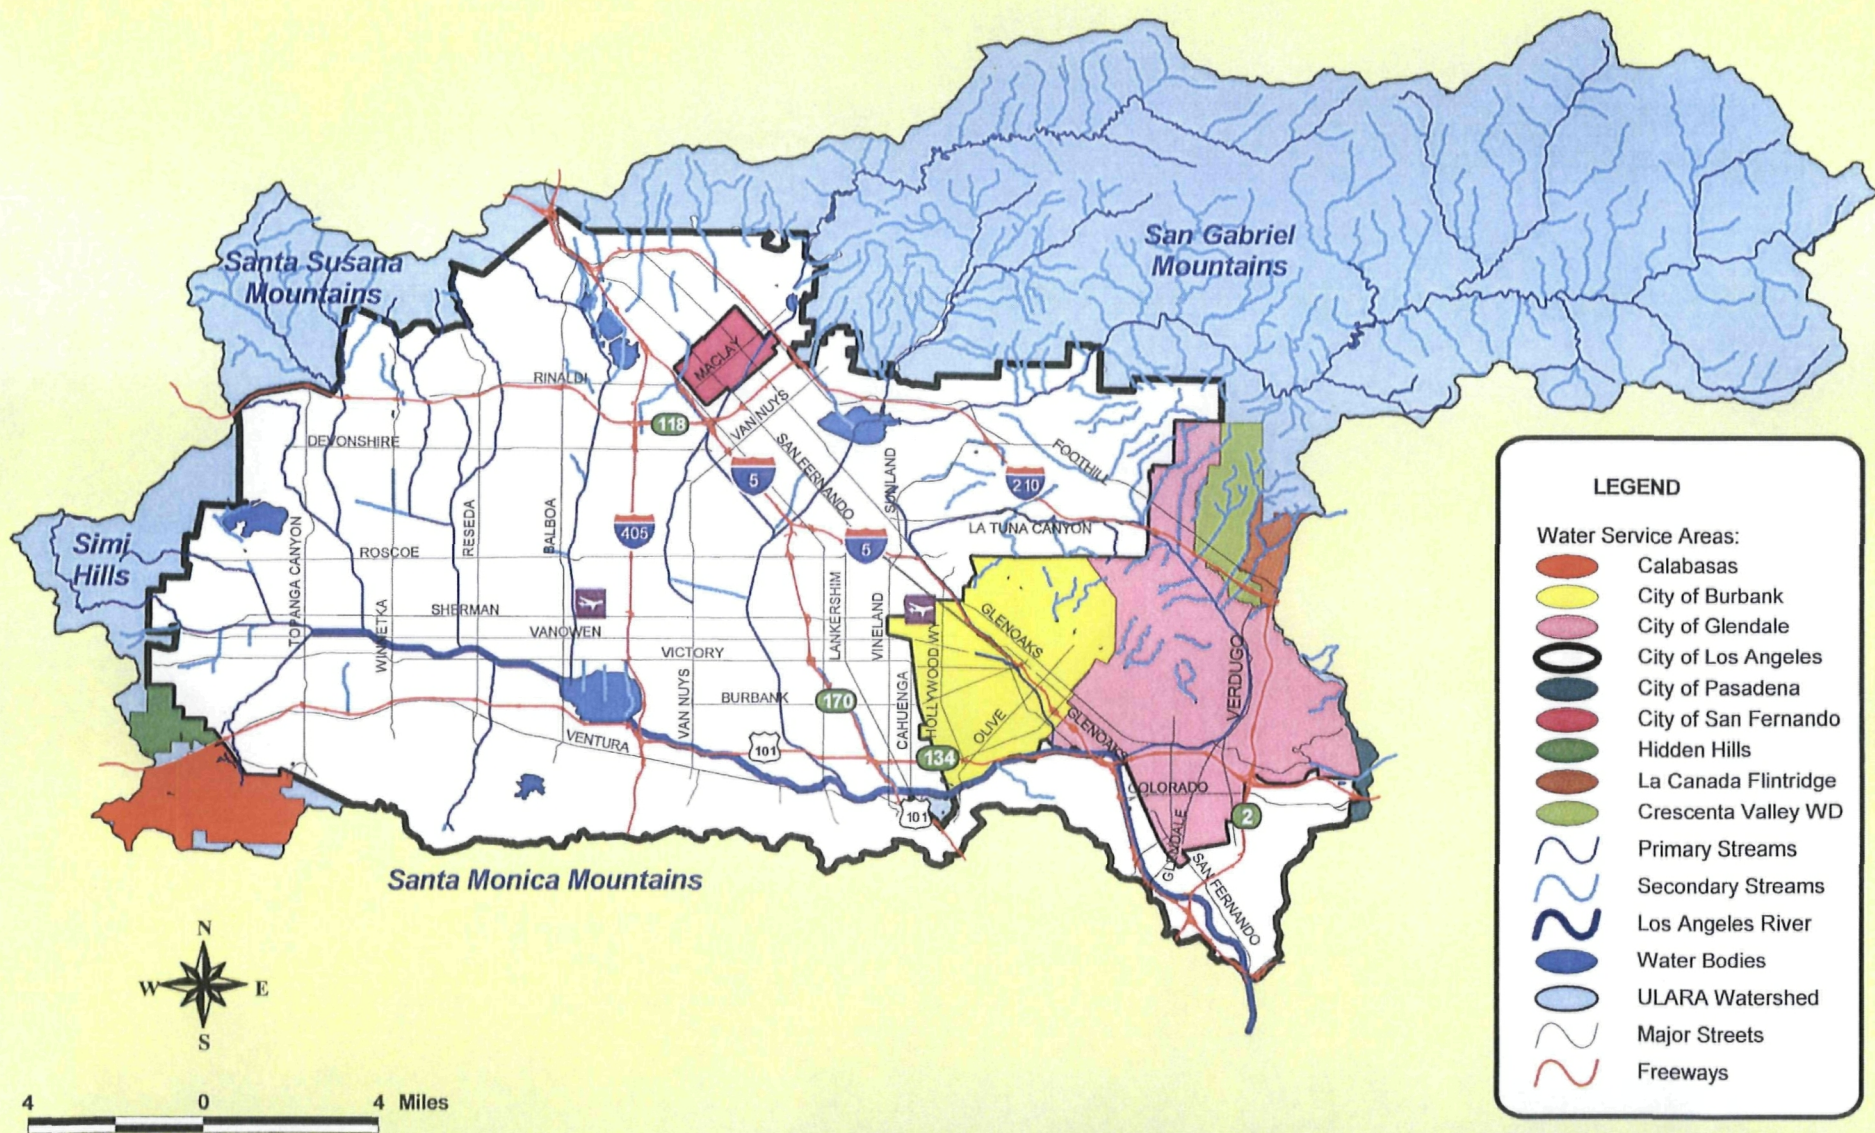 San Gabriel
Mountains
Santa Susana
Mountains
Simi
Hills
Santa Monica Mountains
MACLAY
RINALDI
118
VAN NUYS
DEVONSHIRE
SAN FERNANDO
5
SUNLAND
FOOTHILL
210
LA TUNA CANYON
TOPANGA CANYON
ROSCOE
RESEDA
BALBOA
405
5
WINNETKA
SHERMAN
VANOWEN
VICTORY
LANKERSHIM
VINELAND
HOLLYWOOD WY
GLENOAKS
VERDUGO
VAN NUYS
BURBANK
170
CAHUENGA
OLIVE
GLENOAKS
VENTURA
101
134
COLORADO
101
2
GLENDALE
SAN FERNANDO
N
W
E
S
4 0 4 Miles
LEGEND
Water Service Areas:
Calabasas
City of Burbank
City of Glendale
City of Los Angeles
City of Pasadena
City of San Fernando
Hidden Hills
La Canada Flintridge
Crescenta Valley WD
Primary Streams
Secondary Streams
Los Angeles River
Water Bodies
ULARA Watershed
Major Streets
Freeways